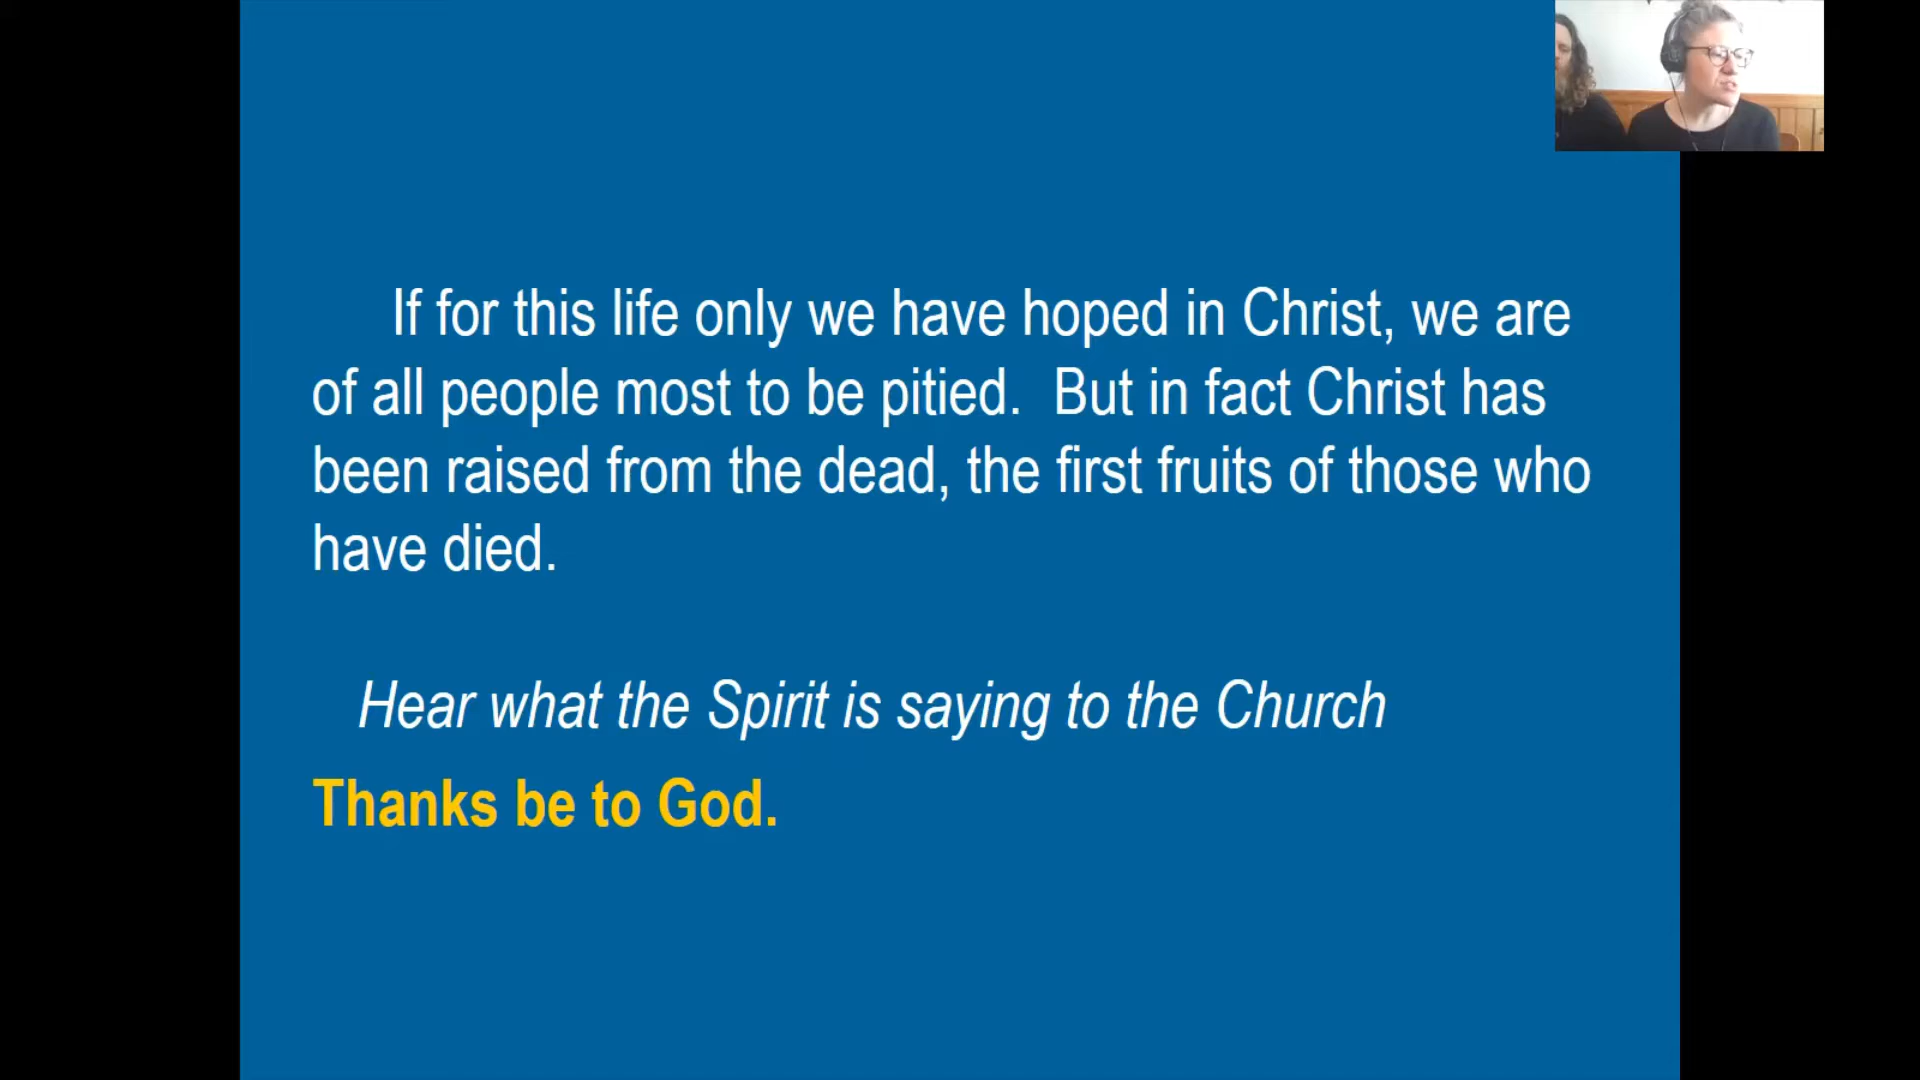 If for this life only we have hoped in Christ, we are
of all people most to be pitied.  But in fact Christ has
been raised from the dead, the first fruits of those who
have died.
Hear what the Spirit is saying to the Church
Thanks be to God.